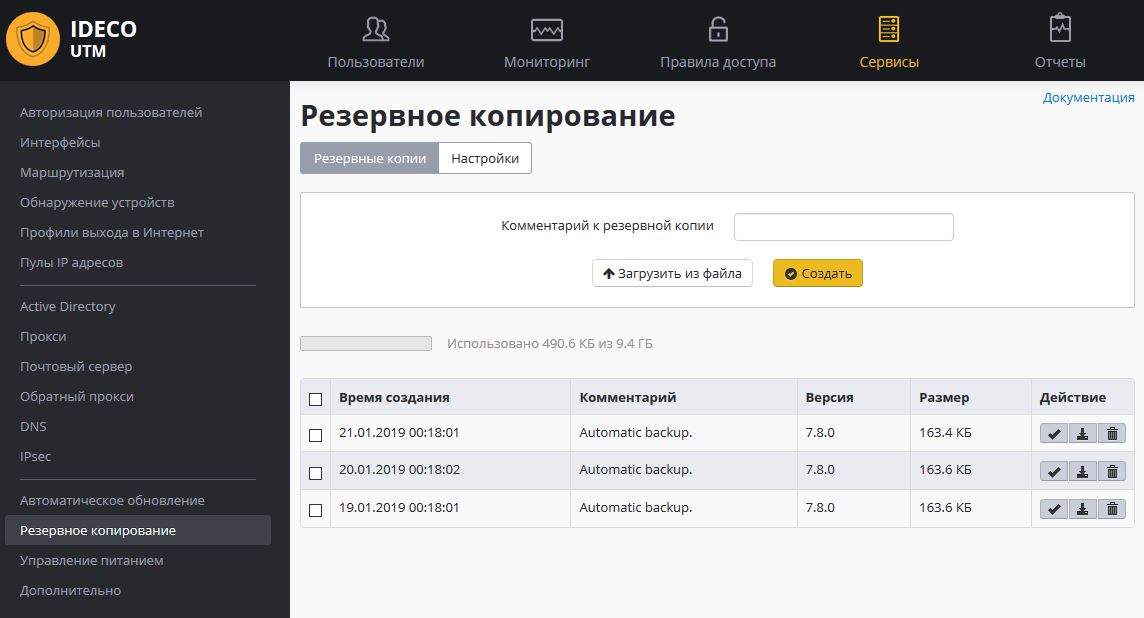 IDECO
UTM
Пользователи
Мониторинг
Правила доступа
Сервисы
Отчеты
Авторизация пользователей
Интерфейсы
Маршрутизация
Обнаружение устройств
Профили выхода в Интернет
Пулы IP адресов
Active Directory
Прокси
Почтовый сервер
Обратный прокси
DNS
IPsec
Автоматическое обновление
Резервное копирование
Управление питанием
Дополнительно
Документация
Резервное копирование
Резервные копии Настройки
Комментарий к резервной копии
Загрузить из файла Создать
Использовано 490.6 КБ из 9.4 ГБ
Время создания Комментарий Версия Размер Действие
21.01.2019 00:18:01 Automatic backup. 7.8.0 163.4 КБ
20.01.2019 00:18:02 Automatic backup. 7.8.0 163.6 КБ
19.01.2019 00:18:01 Automatic backup. 7.8.0 163.6 КБ